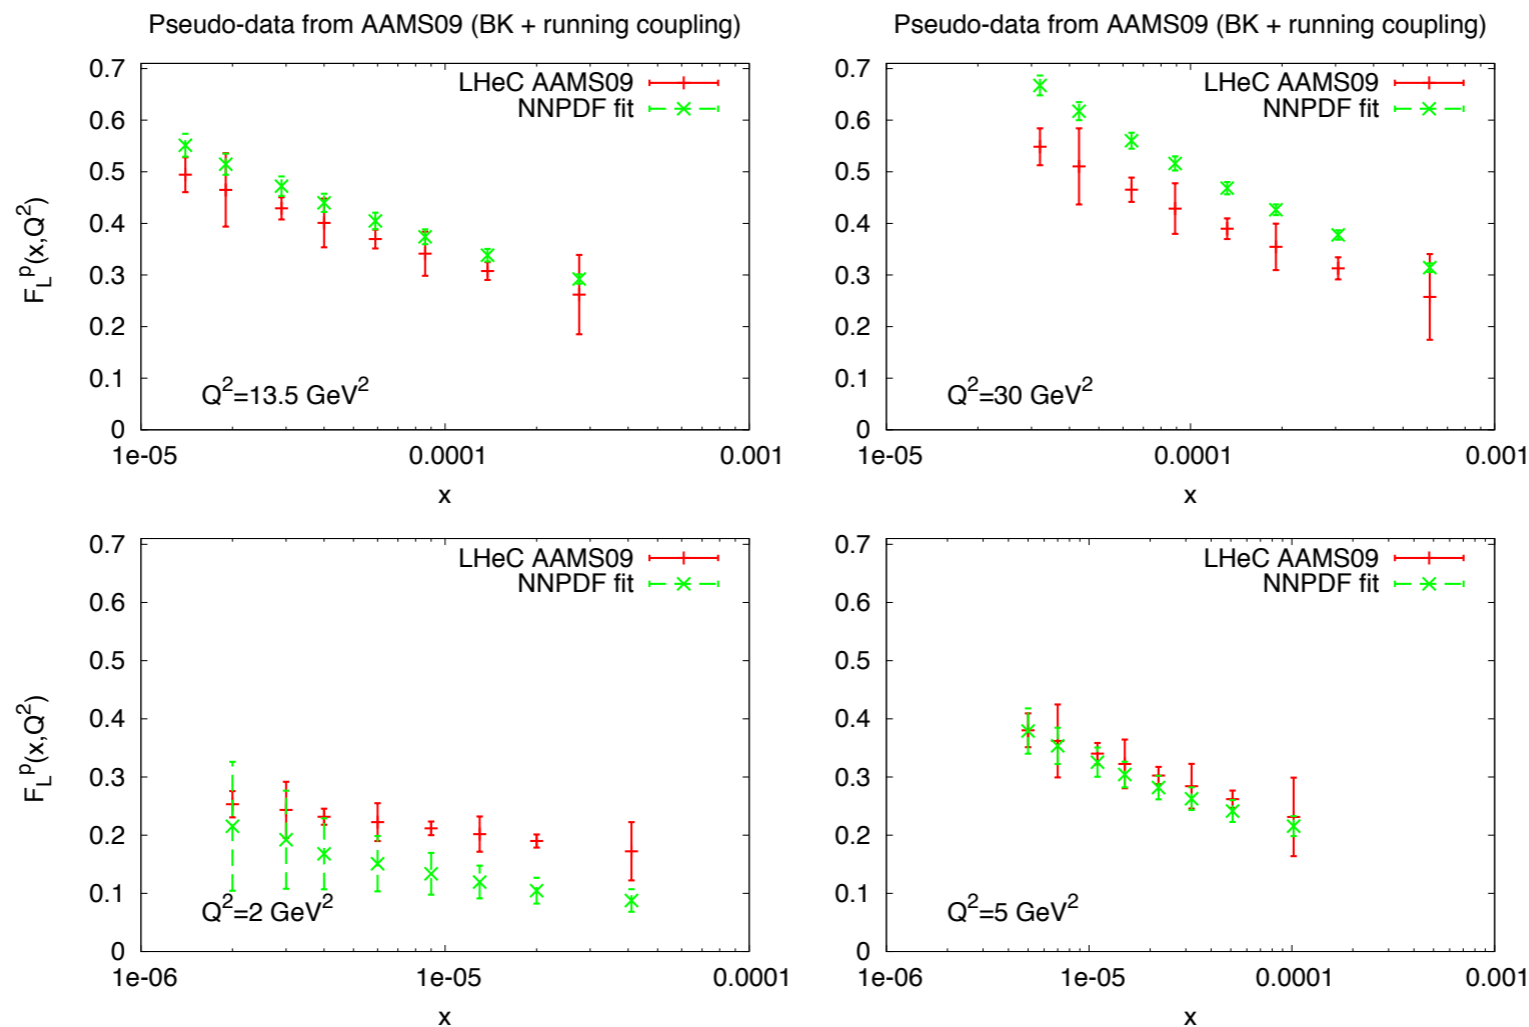 Pseudo-data from AAMS09 (BK + running coupling)
0.7
0.6
0.5
0.4
0.3
0.2
0.1
0
F_L^p(x,Q^2)
LHeC AAMS09
NNPDF fit
Q^2=13.5 GeV^2
1e-05 0.0001 0.001
x
Pseudo-data from AAMS09 (BK + running coupling)
0.7
0.6
0.5
0.4
0.3
0.2
0.1
0
LHeC AAMS09
NNPDF fit
Q^2=30 GeV^2
1e-05 0.0001 0.001
x
0.7
0.6
0.5
0.4
0.3
0.2
0.1
0
F_L^p(x,Q^2)
LHeC AAMS09
NNPDF fit
Q^2=2 GeV^2
1e-06 1e-05 0.0001
x
0.7
0.6
0.5
0.4
0.3
0.2
0.1
0
LHeC AAMS09
NNPDF fit
Q^2=5 GeV^2
1e-06 1e-05 0.0001 0.001
x